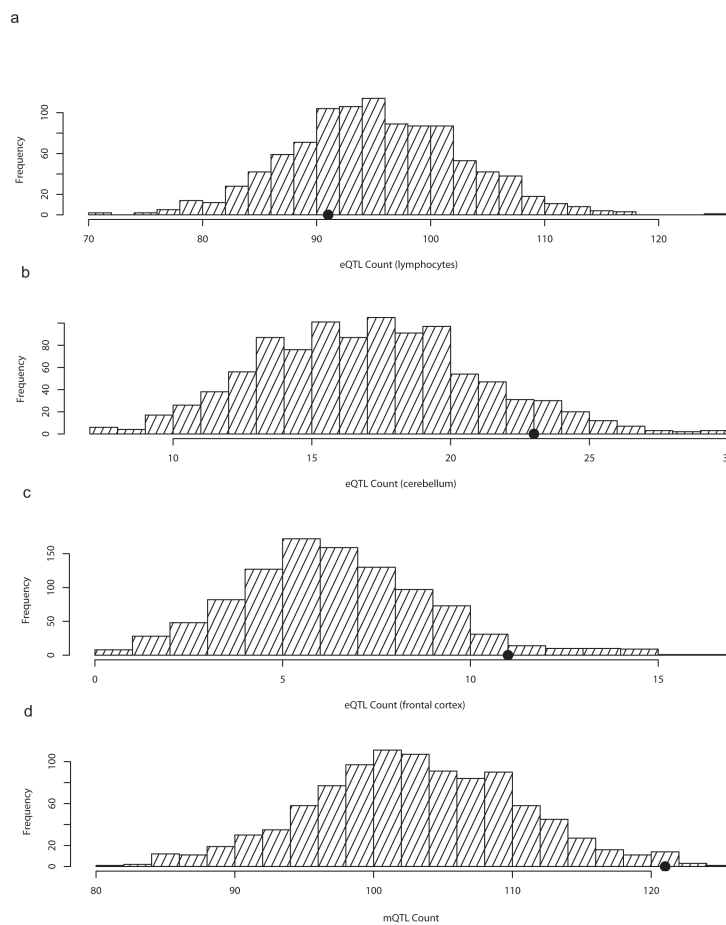 a
Frequency
0 20 60 100
70 80 90 100 110 120
eQTL Count (lymphocytes)
b
Frequency
0 20 40 60 80
10 15 20 25
eQTL Count (cerebellum)
c
Frequency
0 50 100 150
0 5 10 15
eQTL Count (frontal cortex)
d
Frequency
0 20 60 100
80 90 100 110 120
mQTL Count